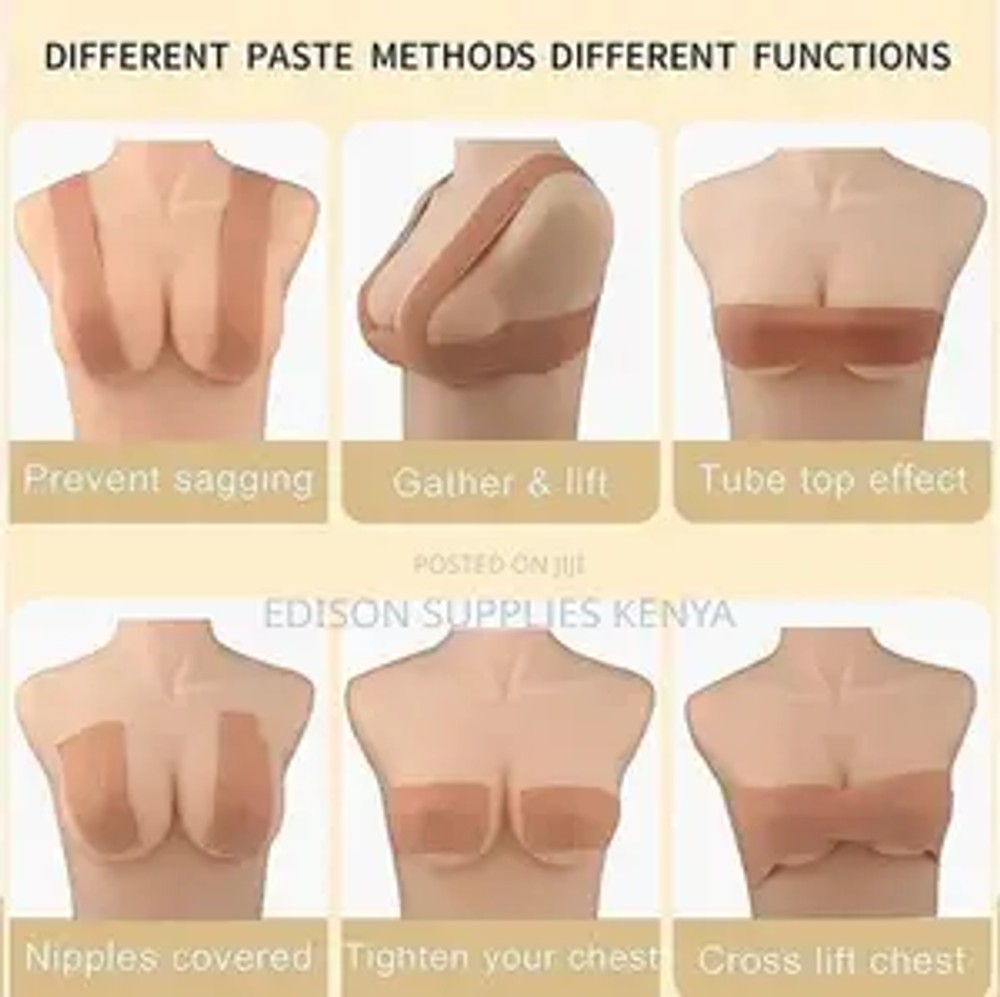 DIFFERENT PASTE METHODS DIFFERENT FUNCTIONS
Prevent sagging
Gather & lift
Tube top effect
POSTED ON JIJI
EDISON SUPPLIES KENYA
Nipples covered
Tighten your chest
Cross lift chest